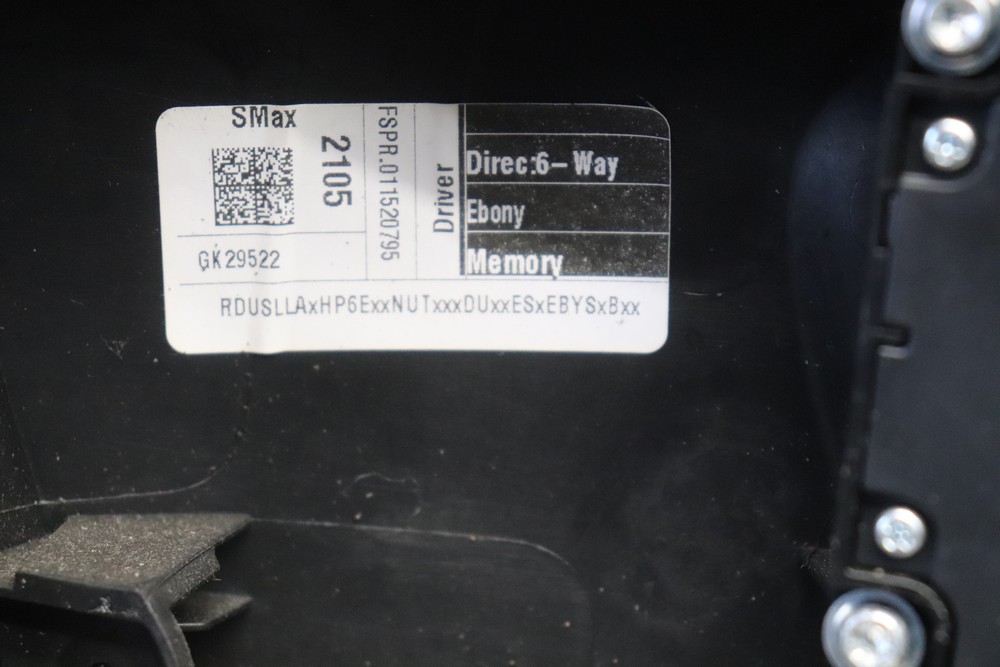 SMax
2105
GK29522
FSPR.011520795
Driver
Direc:6-Way
Ebony
Memory
RDUSLLAxHP6ExxNUTxxxDUxxESxEBYSxBxx